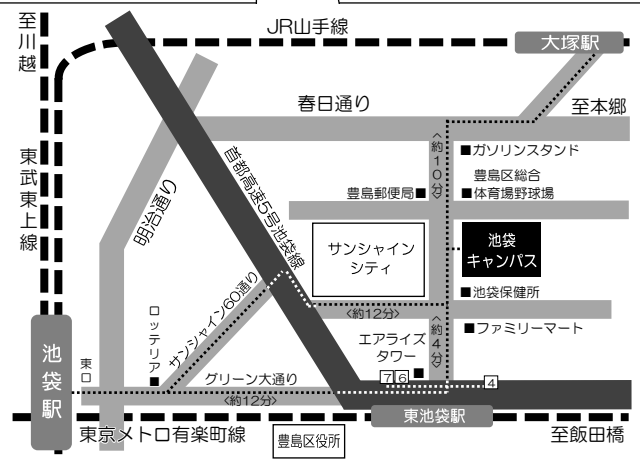 至川越
JR山手線
大塚駅
春日通り
至本郷
〈約10分〉
ガソリンスタンド
首都高速5号池袋線
豊島区総合
体育場野球場
豊島郵便局
東武東上線
明治通り
サンシャイン
シティ
池袋
キャンパス
サンシャイン60通り
池袋保健所
〈約12分〉
ロッテリア
ファミリーマート
エアライズ
タワー
〈約4分〉
池袋駅
東口
グリーン大通り
7
6
4
〈約12分〉
東池袋駅
東京メトロ有楽町線
豊島区役所
至飯田橋